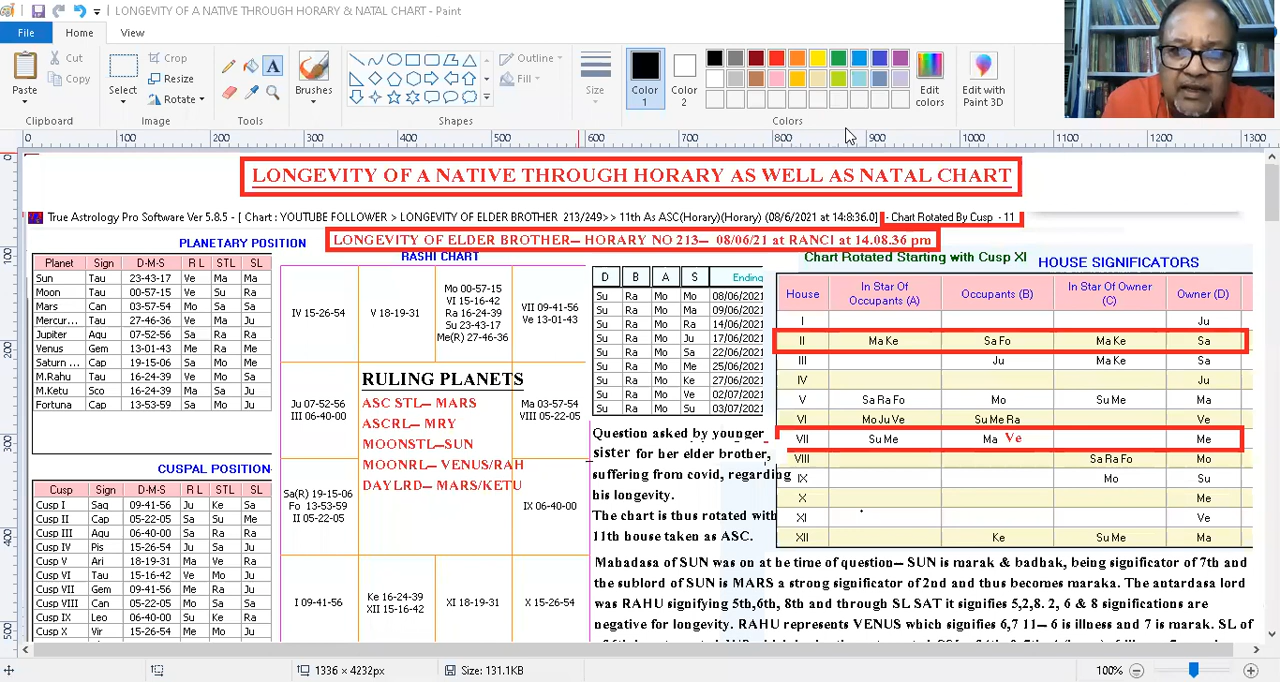 LONGEVITY OF A NATIVE THROUGH HORARY & NATAL CHART - Paint
File Home View
Paste Cut Copy
Select Crop Resize Rotate
Brushes
Outline Fill
Size
Color 1
Color 2
Edit colors
Edit with Paint 3D
Clipboard Image Tools Shapes Colors
0 100 200 300 400 500 600 700 800 900 1000 1100 1200 1300
0
100
200
300
400
500
LONGEVITY OF A NATIVE THROUGH HORARY AS WELL AS NATAL CHART
True Astrology Pro Software Ver 5.8.5 - [ Chart : YOUTUBE FOLLOWER > LONGEVITY OF ELDER BROTHER 213/249>> 11th As ASC(Horary)(Horary) (08/6/2021 at 14:8:36.0] - Chart Rotated By Cusp - 11
LONGEVITY OF ELDER BROTHER– HORARY NO 213– 08/06/21 at RANCI at 14.08.36 pm
PLANETARY POSITION
Planet Sign D-M-S R L STL SL
Sun Tau 23-43-17 Ve Ma Ma
Moon Tau 00-57-15 Ve Su Ra
Mars Can 03-57-54 Mo Sa Sa
Mercur... Tau 27-46-36 Ve Ma Ju
Jupiter Aqu 07-52-56 Sa Ra Ra
Venus Gem 13-01-43 Me Ra Me
Saturn ... Cap 19-15-06 Sa Mo Me
M.Rahu Tau 16-24-39 Ve Mo Sa
M.Ketu Sco 16-24-39 Ma Sa Ju
Fortuna Cap 13-53-59 Sa Mo Ju
CUSPAL POSITION
Cusp Sign D-M-S R L STL SL
Cusp I Sag 09-41-56 Ju Ke Sa
Cusp II Cap 05-22-05 Sa Su Me
Cusp III Aqu 06-40-00 Sa Ra Ra
Cusp IV Pis 15-26-54 Ju Sa Ju
Cusp V Ari 18-19-31 Ma Ve Ra
Cusp VI Tau 15-16-42 Ve Mo Ju
Cusp VII Gem 09-41-56 Me Ra Ju
Cusp VIII Can 05-22-05 Mo Sa Sa
Cusp IX Leo 06-40-00 Su Ke Ra
Cusp X Vir 15-26-54 Me Mo Ju
RASHI CHART
IV 15-26-54
V 18-19-31
Mo 00-57-15
VI 15-16-42
Ra 16-24-39
Su 23-43-17
Me(R) 27-46-36
VII 09-41-56
Ve 13-01-43
Ju 07-52-56
III 06-40-00
Ma 03-57-54
VIII 05-22-05
Sa(R) 19-15-06
Fo 13-53-59
II 05-22-05
IX 06-40-00
I 09-41-56
Ke 16-24-39
XII 15-16-42
XI 18-19-31
X 15-26-54
RULING PLANETS
ASC STL– MARS
ASCRL– MRY
MOONSTL–SUN
MOONRL– VENUS/RAH
DAYLRD– MARS/KETU
D B A S Ending
Su Ra Mo Mo 08/06/2021
Su Ra Mo Ma 09/06/2021
Su Ra Mo Ra 14/06/2021
Su Ra Mo Ju 17/06/2021
Su Ra Mo Sa 22/06/2021
Su Ra Mo Me 25/06/2021
Su Ra Mo Ke 27/06/2021
Su Ra Mo Ve 02/07/2021
Su Ra Mo Su 03/07/2021
Question asked by younger
sister for her elder brother,
suffering from covid, regarding
his longevity.
The chart is thus rotated with
11th house taken as ASC.
Chart Rotated Starting with Cusp XI HOUSE SIGNIFICATORS
House In Star Of Occupants (A) Occupants (B) In Star Of Owner (C) Owner (D)
I Ju
II Ma Ke Sa Fo Ma Ke Sa
III Ju Ma Ke Sa
IV Ju
V Sa Ra Fo Mo Su Me Ma
VI Mo Ju Ve Su Me Ra Ve
VII Su Me Ma Ve Me
VIII Sa Ra Fo Mo
IX Mo Su
X Me
XI Ve
XII Ke Su Me Ma
Mahadasa of SUN was on at he time of question– SUN is marak & badhak, being significator of 7th and
the sublord of SUN is MARS a strong significator of 2nd and thus becomes maraka. The antardasa lord
was RAHU signifying 5th,6th, 8th and through SL SAT it signifies 5,2,8. 2, 6 & 8 significations are
negative for longevity. RAHU represents VENUS which signifies 6,7 11– 6 is illness and 7 is marak. SL of
1336 × 4232px Size: 131.1KB 100%